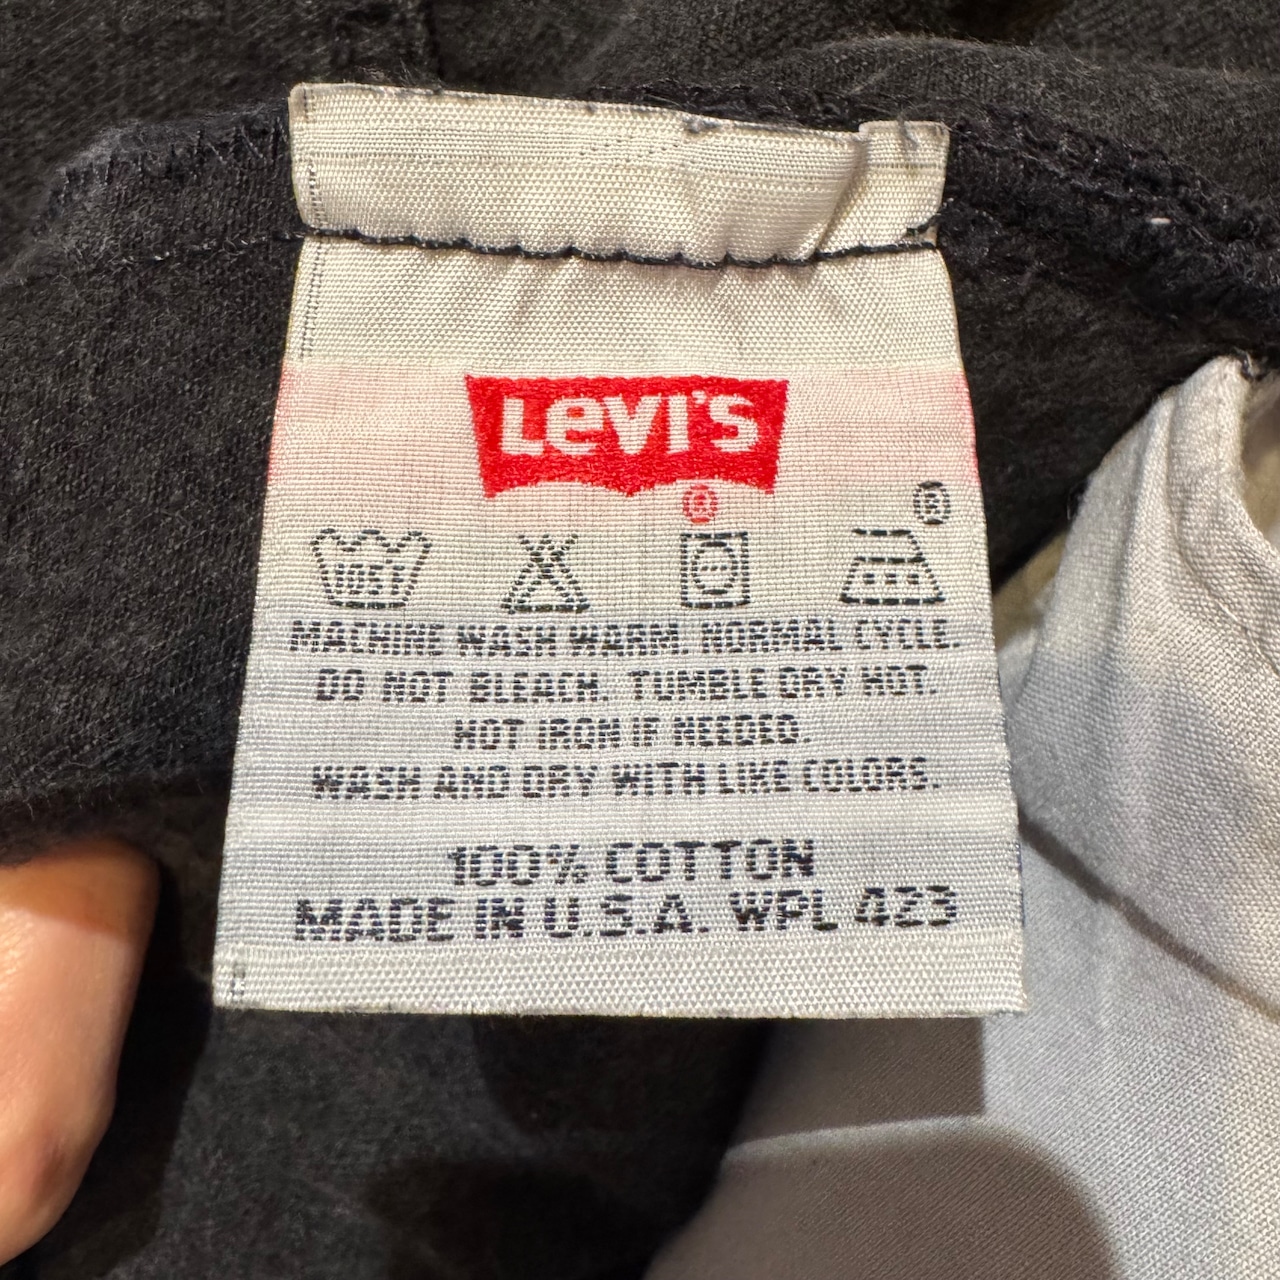 LEVI'S
®
®
105F
MACHINE WASH WARM. NORMAL CYCLE.
DO NOT BLEACH. TUMBLE DRY HOT.
HOT IRON IF NEEDED.
WASH AND DRY WITH LIKE COLORS.
100% COTTON
MADE IN U.S.A. WPL 423